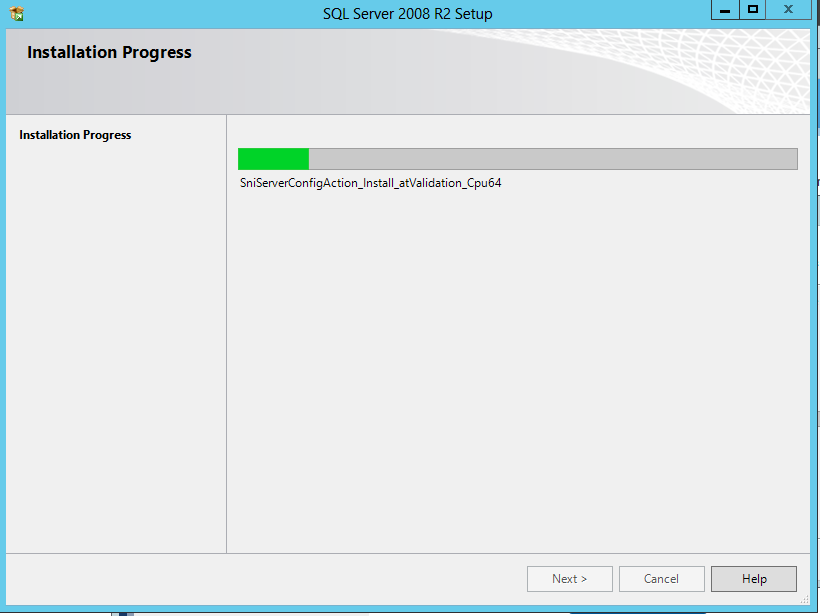 SQL Server 2008 R2 Setup
Installation Progress
Installation Progress
SniServerConfigAction_Install_atValidation_Cpu64
Next >
Cancel
Help